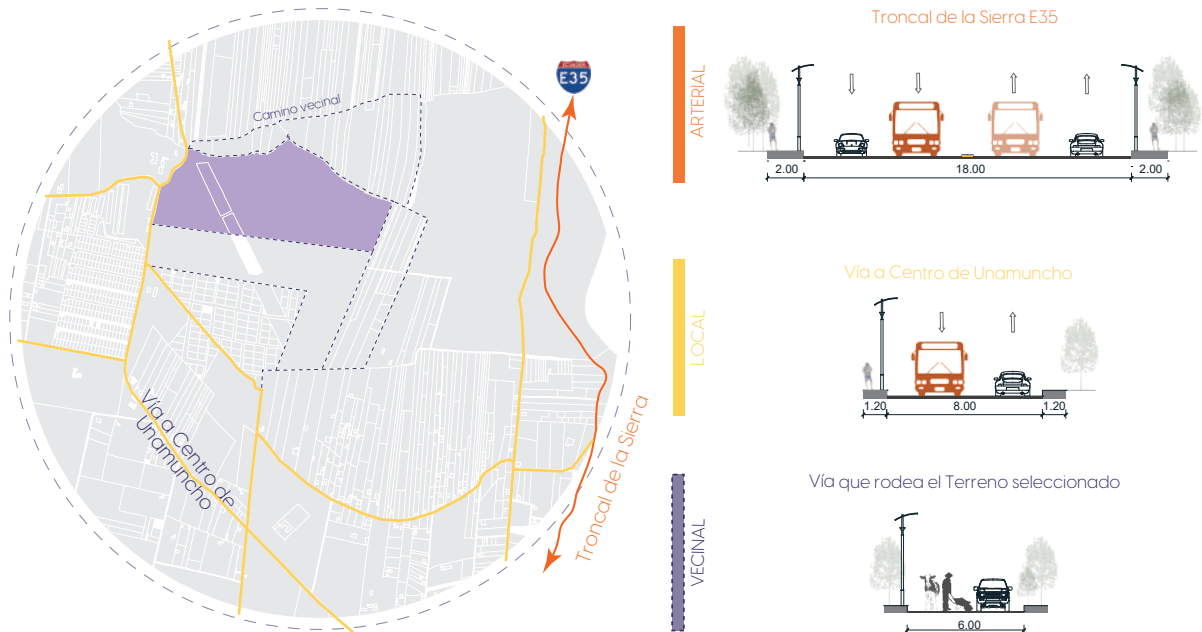 Camino vecinal
ECUADOR
E35
Vía a Centro de
Unamuncho
Troncal de la Sierra
ARTERIAL
Troncal de la Sierra E35
2.00
18.00
2.00
LOCAL
Vía a Centro de Unamuncho
1.20
8.00
1.20
VECINAL
Vía que rodea el Terreno seleccionado
6.00